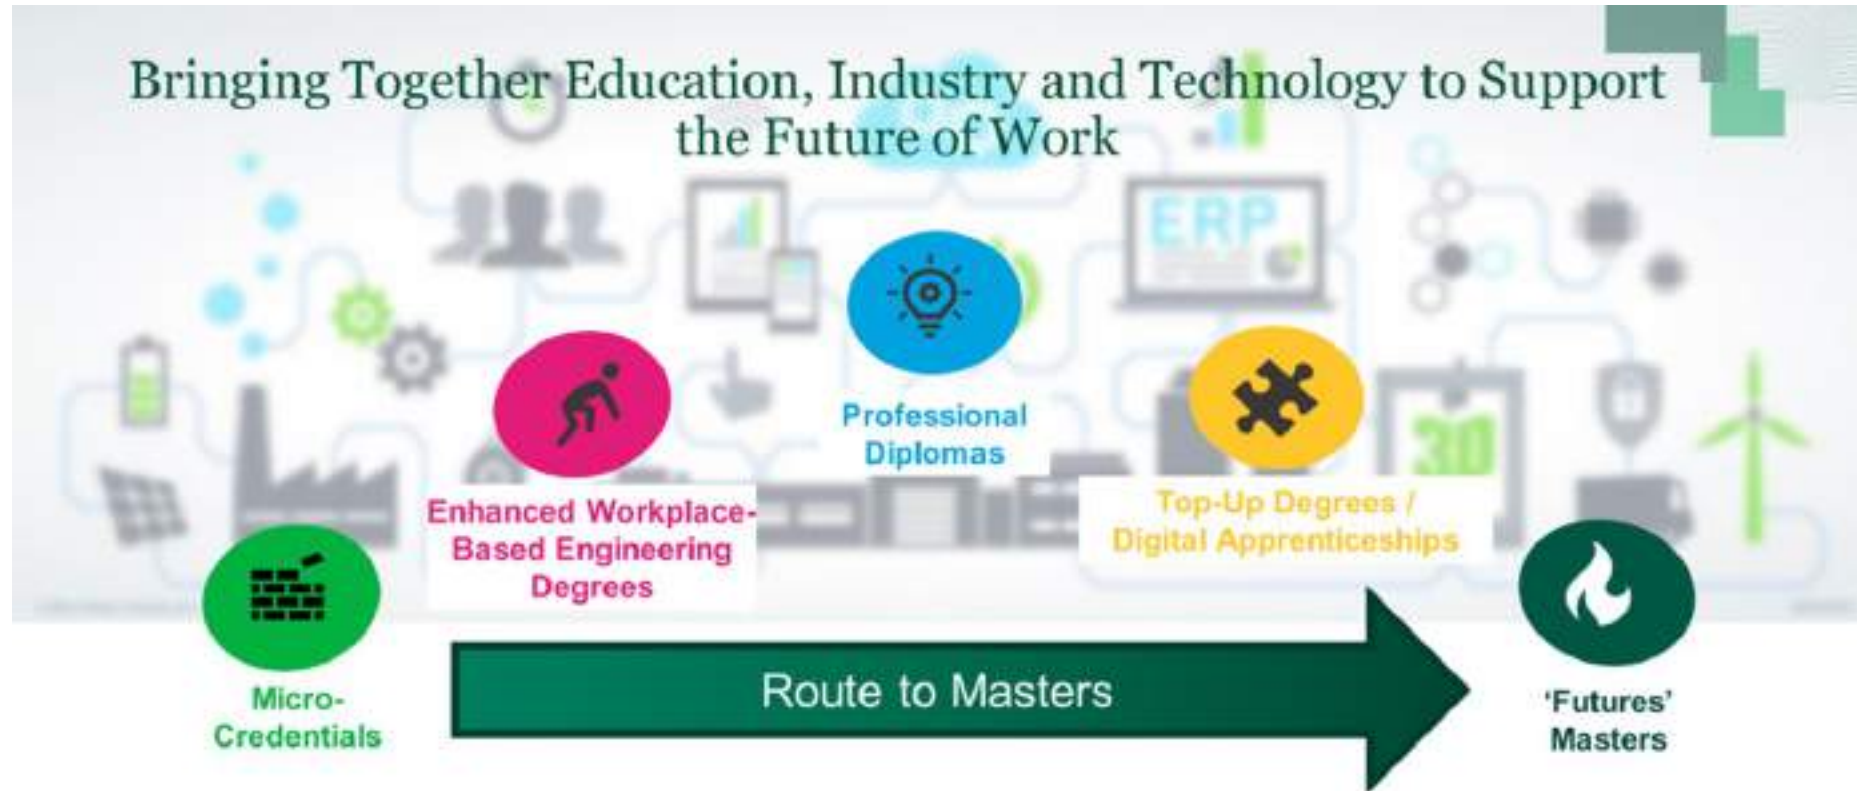 Bringing Together Education, Industry and Technology to Support
the Future of Work
ERP
Professional
Diplomas
3D
Enhanced Workplace-
Based Engineering
Degrees
Top-Up Degrees /
Digital Apprenticeships
Micro-
Credentials
Route to Masters
‘Futures’
Masters